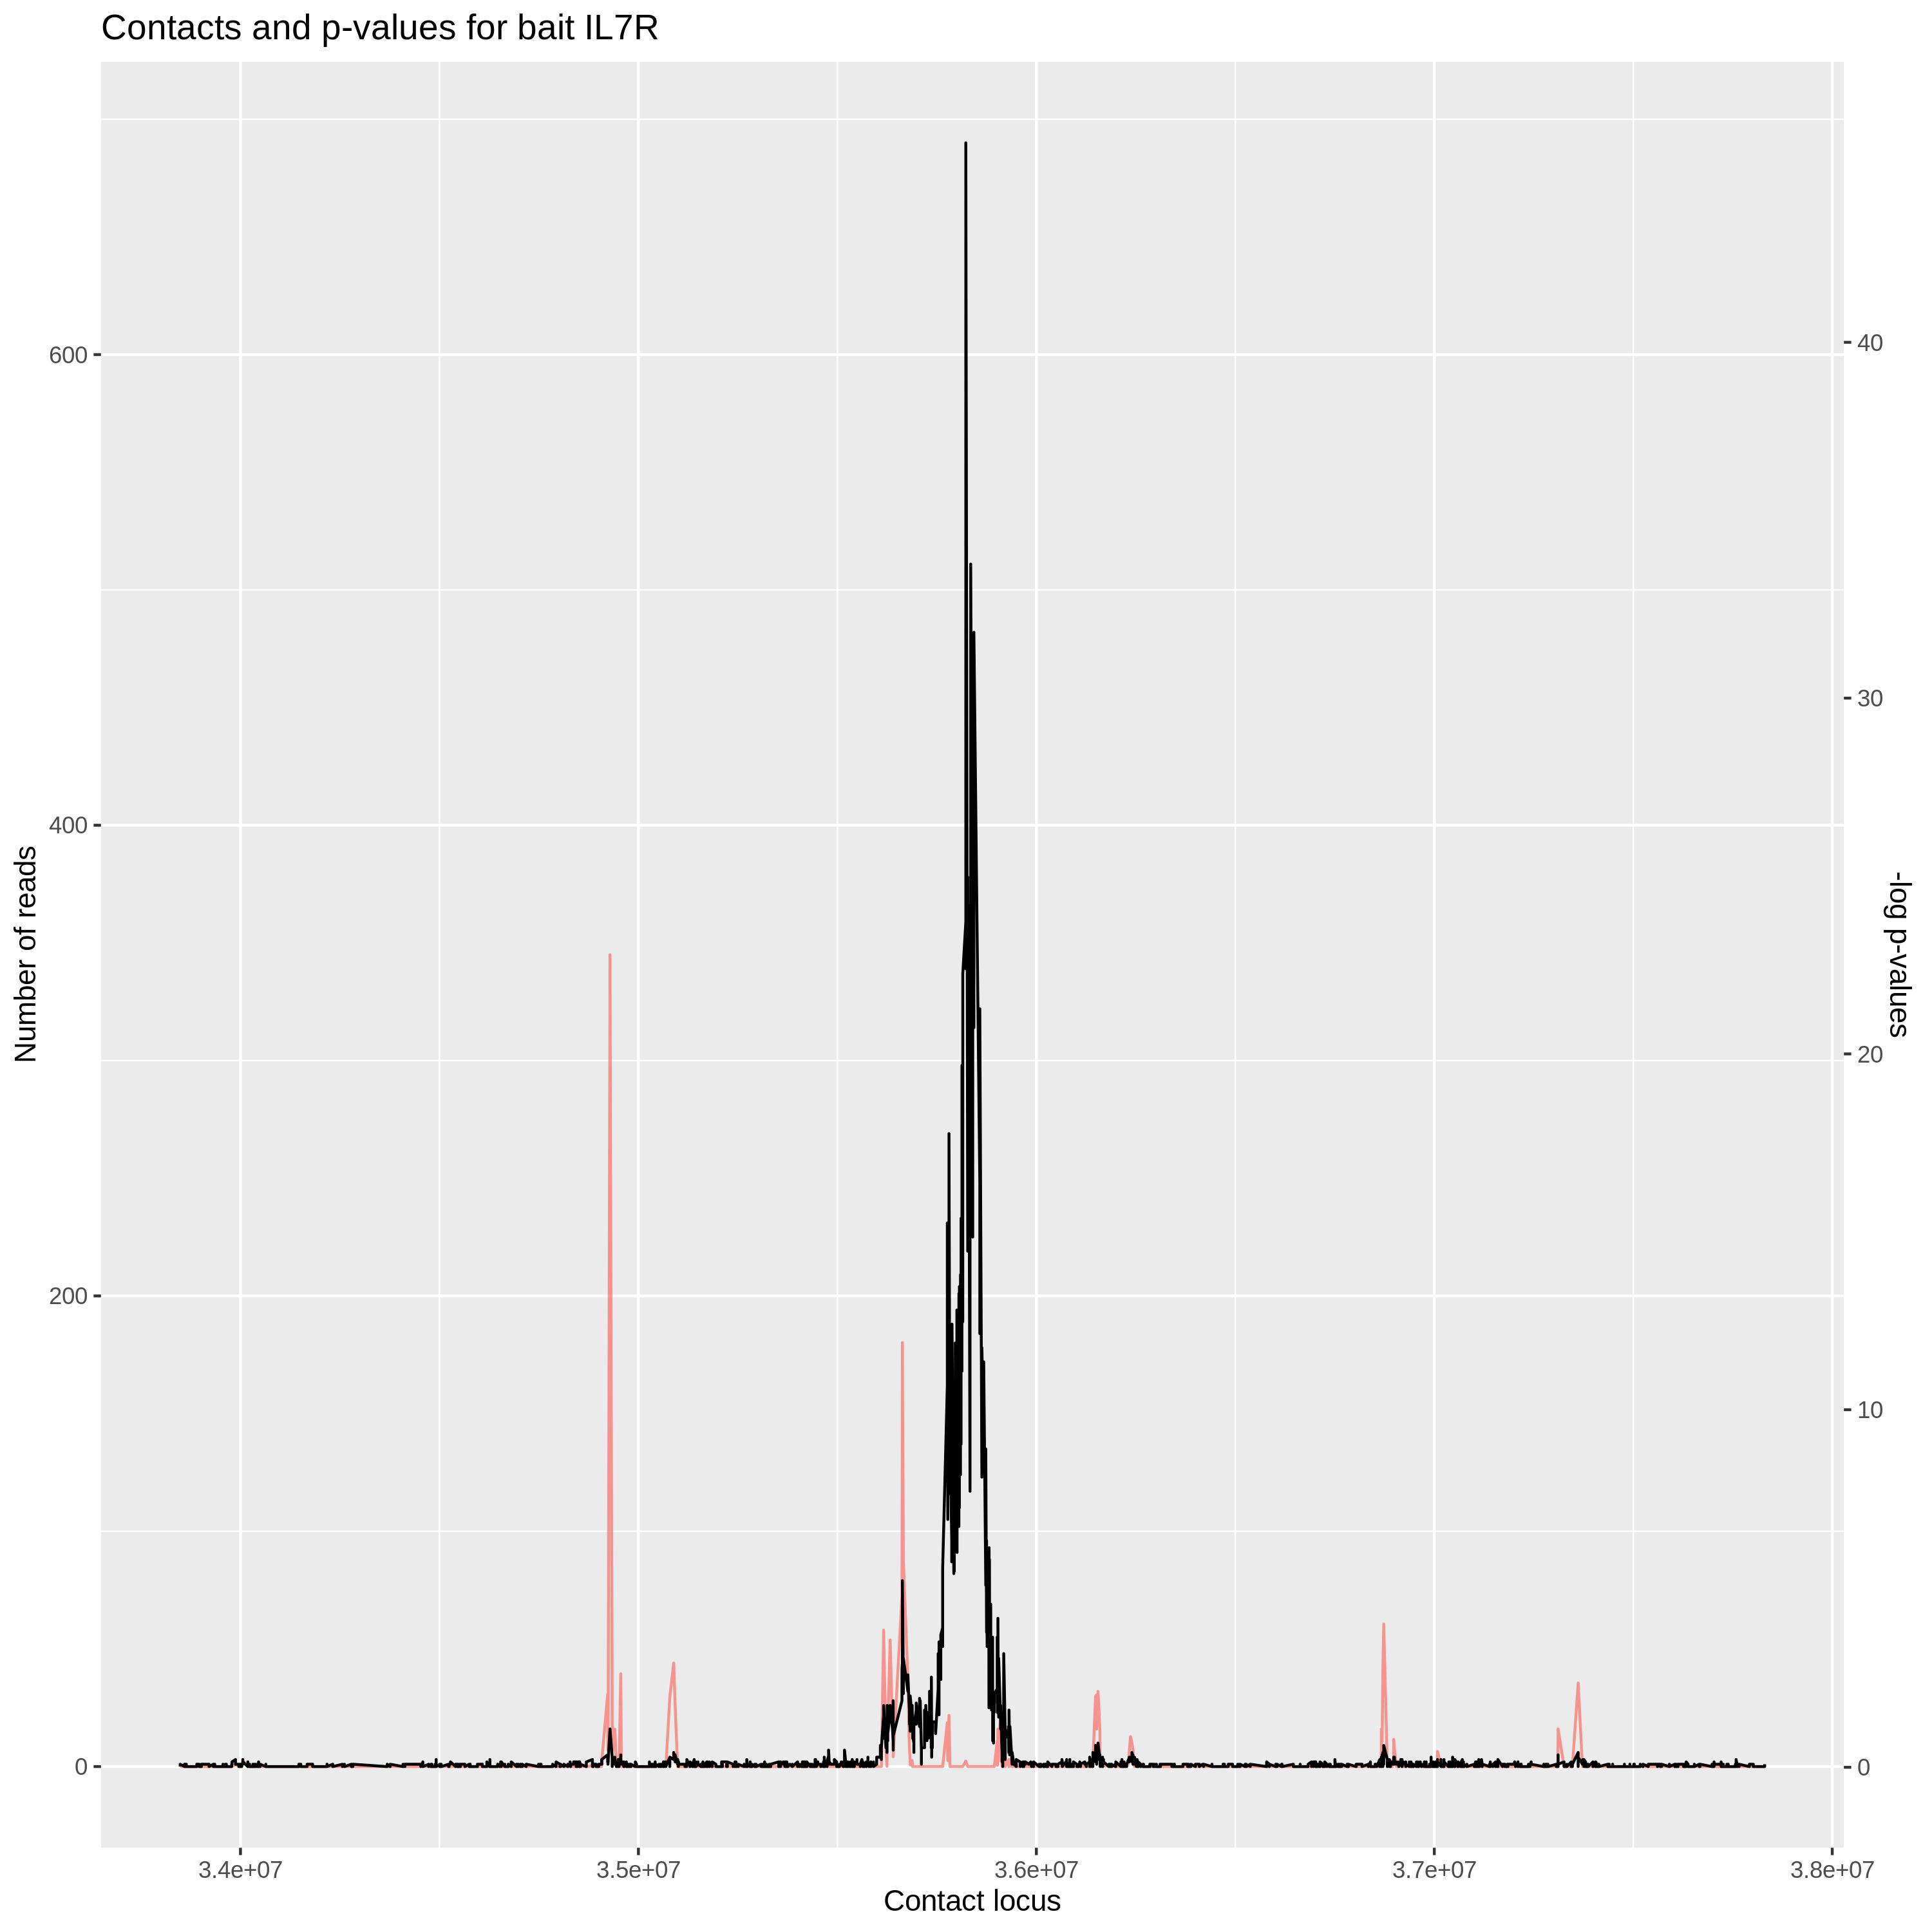 Contacts and p-values for bait IL7R
Number of reads
600
400
200
0
40
30
20
10
0
-log p-values
3.4e+07
3.5e+07
3.6e+07
3.7e+07
3.8e+07
Contact locus